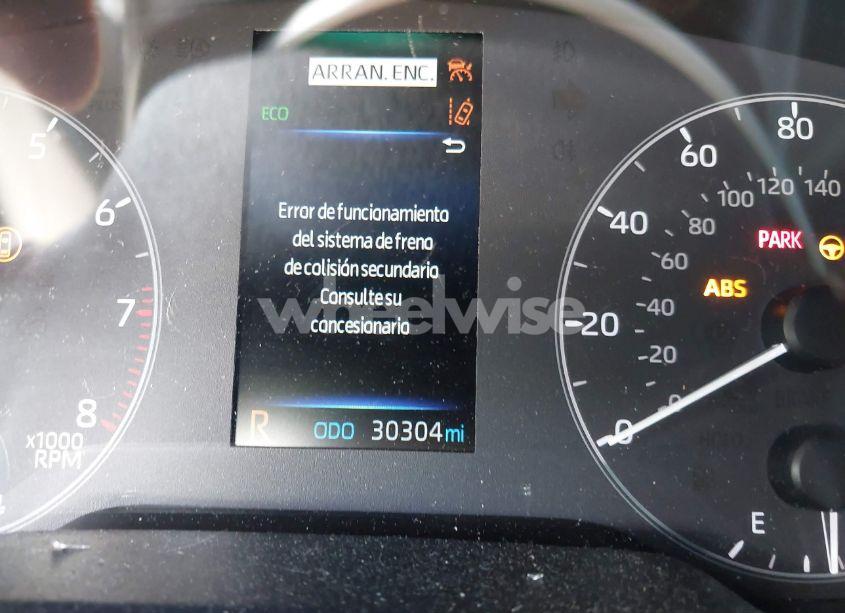 ARRAN. ENC.
ECO
Error de funcionamiento
del sistema de freno
de colisión secundario
Consulte su
concesionario
R ODO 30304 mi
5
6
7
8
x1000
RPM
0
20
40
60
80
0
20
40
60
80
100
120
140
PARK
ABS
E
wheelwise